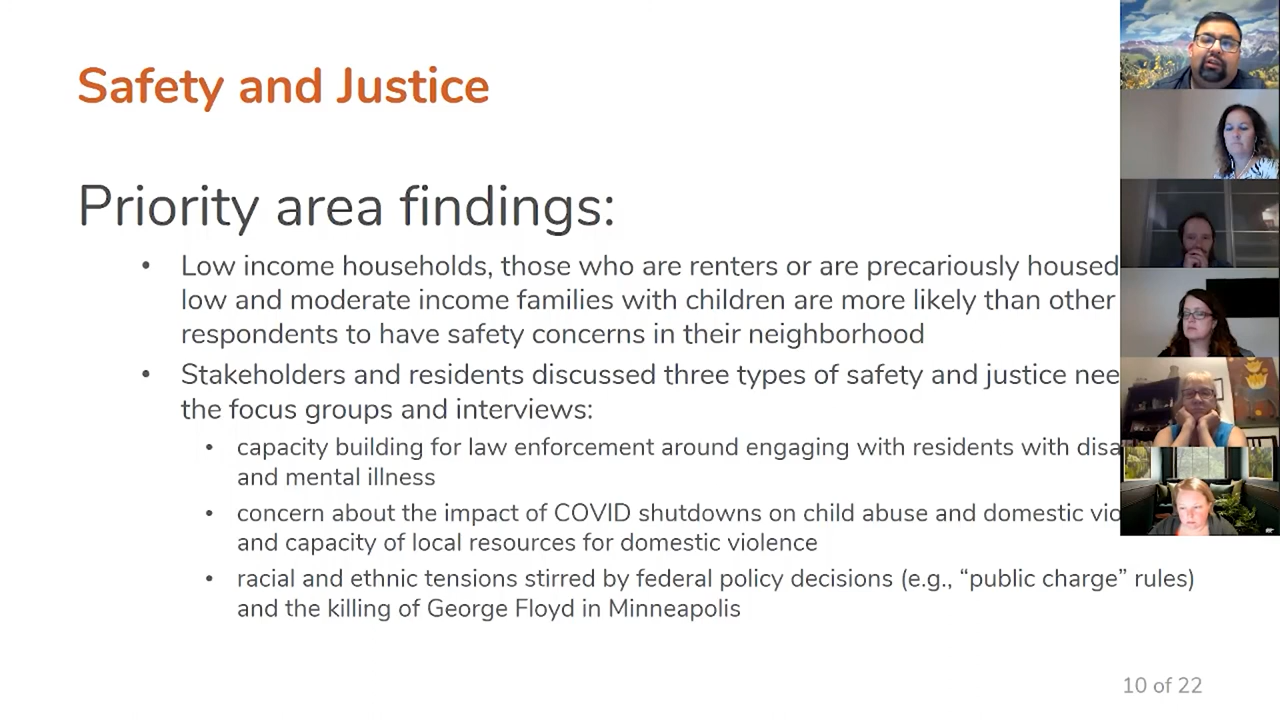 Safety and Justice
Priority area findings:
• Low income households, those who are renters or are precariously housed
low and moderate income families with children are more likely than other
respondents to have safety concerns in their neighborhood
• Stakeholders and residents discussed three types of safety and justice nee
the focus groups and interviews:
• capacity building for law enforcement around engaging with residents with disa
and mental illness
• concern about the impact of COVID shutdowns on child abuse and domestic vio
and capacity of local resources for domestic violence
• racial and ethnic tensions stirred by federal policy decisions (e.g., “public charge” rules)
and the killing of George Floyd in Minneapolis
10 of 22